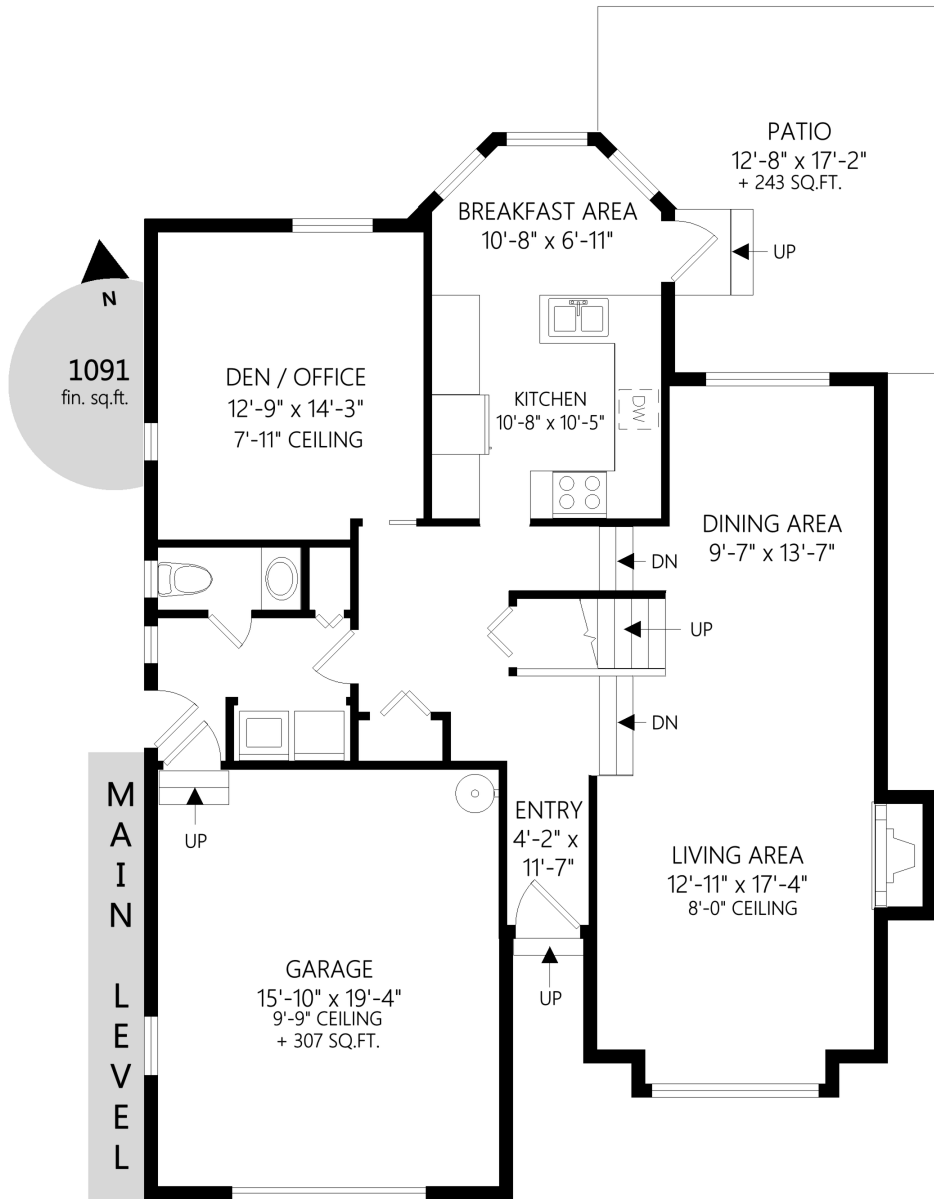 PATIO
12'-8" x 17'-2"
+ 243 SQ.FT.
BREAKFAST AREA
10'-8" x 6'-11"
UP
N
1091
fin. sq.ft.
DEN / OFFICE
12'-9" x 14'-3"
7'-11" CEILING
KITCHEN
10'-8" x 10'-5"
DW
DINING AREA
9'-7" x 13'-7"
DN
UP
DN
UP
ENTRY
4'-2" x
11'-7"
LIVING AREA
12'-11" x 17'-4"
8'-0" CEILING
GARAGE
15'-10" x 19'-4"
9'-9" CEILING
+ 307 SQ.FT.
UP
MAIN LEVEL